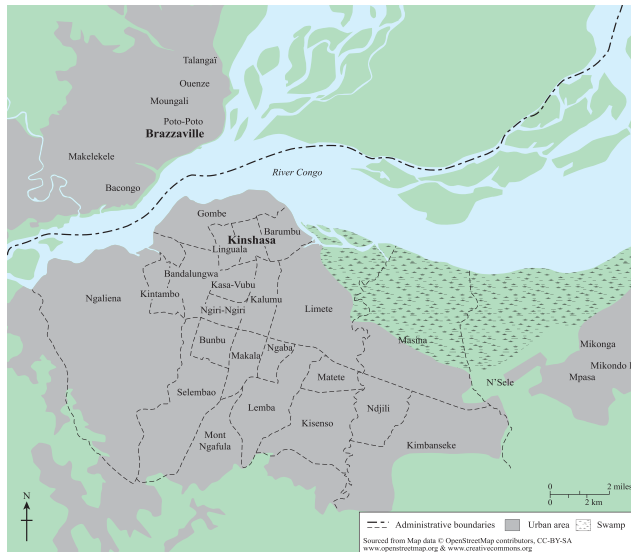 Talangaï
Ouenze
Moungali
Poto-Poto
Brazzaville
Makelekele
Bacongo
River Congo
Gombe
Barumbu
Kinshasa
Linguala
Bandalungwa
Kasa-Vubu
Kintambo
Ngaliena
Kalumu
Ngiri-Ngiri
Limete
Bunbu
Masina
Mikonga
Ngaba
Makala
Mikondo
Matete
Mpasa
N'Sele
Selembao
Lemba
Ndjili
Kisenso
Mont
Ngafula
Kimbanseke
0 2 miles
0 2 km
N
Administrative boundaries Urban area Swamp
Sourced from Map data © OpenStreetMap contributors, CC-BY-SA
www.openstreetmap.org & www.creativecommons.org